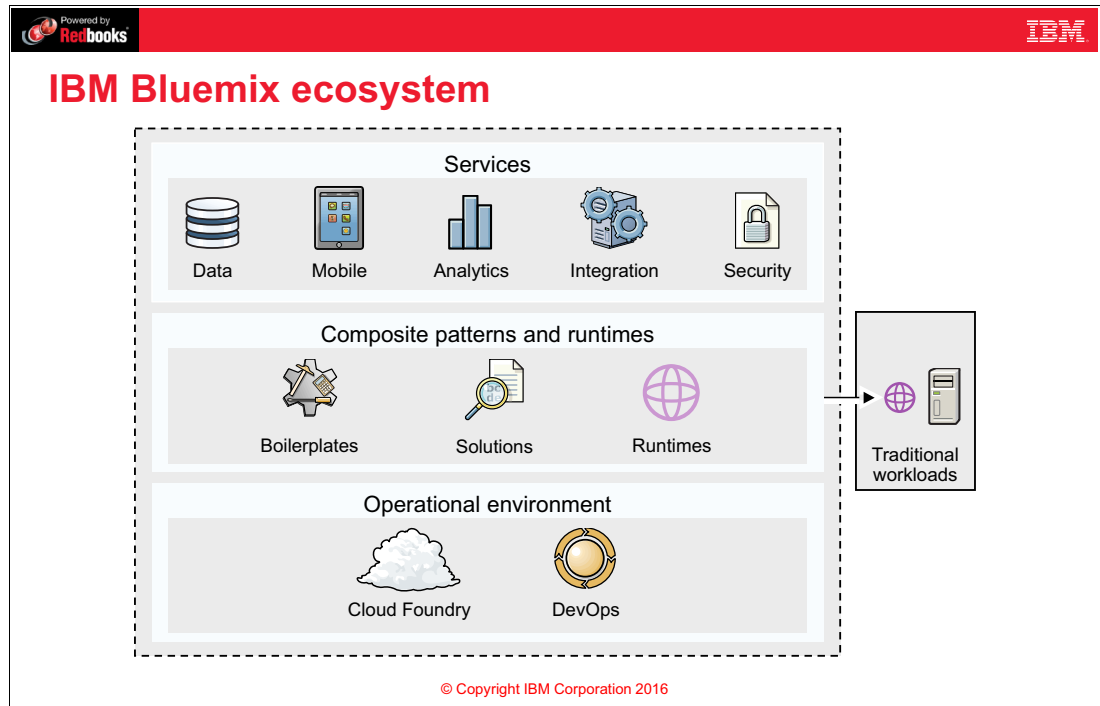 Powered by
Redbooks
IBM.
IBM Bluemix ecosystem
Services
Data
Mobile
Analytics
Integration
Security
Composite patterns and runtimes
Boilerplates
Solutions
Runtimes
Traditional
workloads
Operational environment
Cloud Foundry
DevOps
© Copyright IBM Corporation 2016